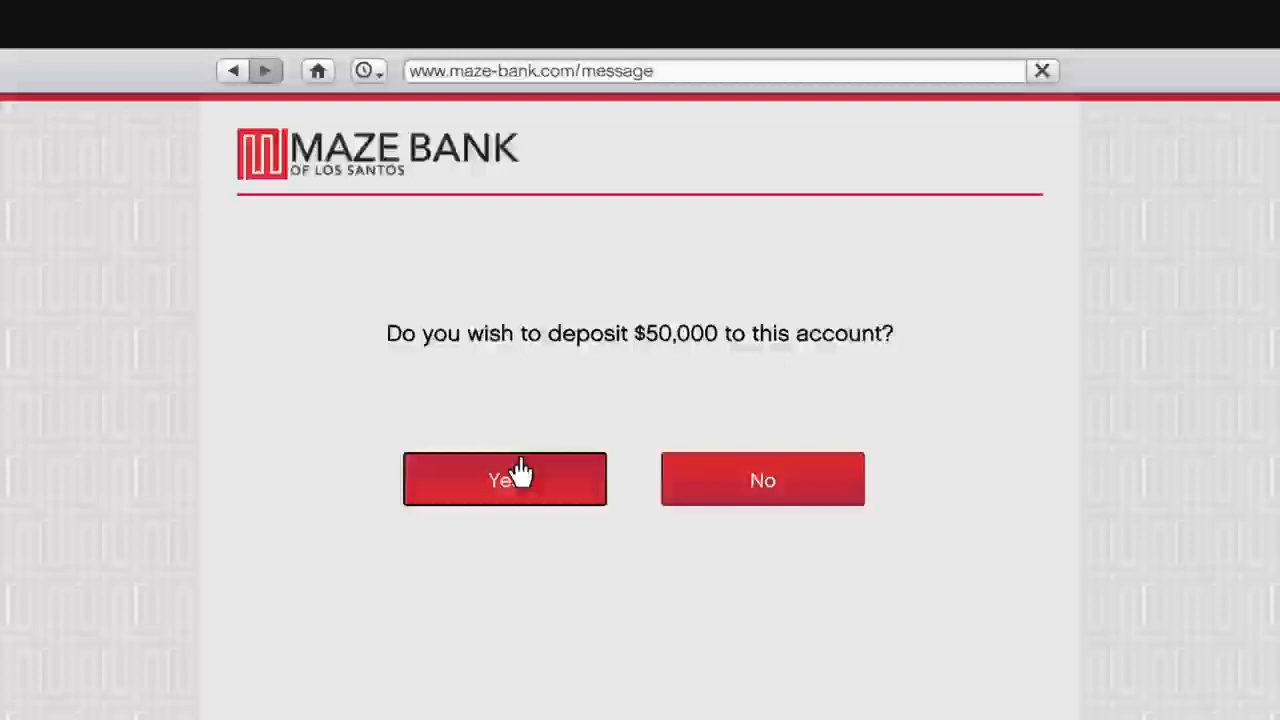 www.maze-bank.com/message
MAZE BANK
OF LOS SANTOS
Do you wish to deposit $50,000 to this account?
Yes
No